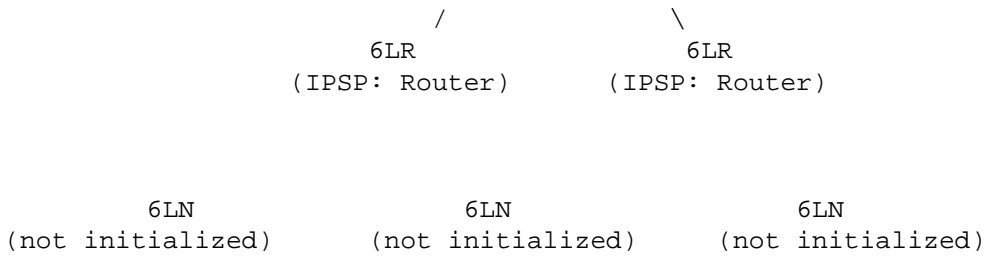 / \
6LR 6LR
(IPSP: Router) (IPSP: Router)
6LN 6LN 6LN
(not initialized) (not initialized) (not initialized)